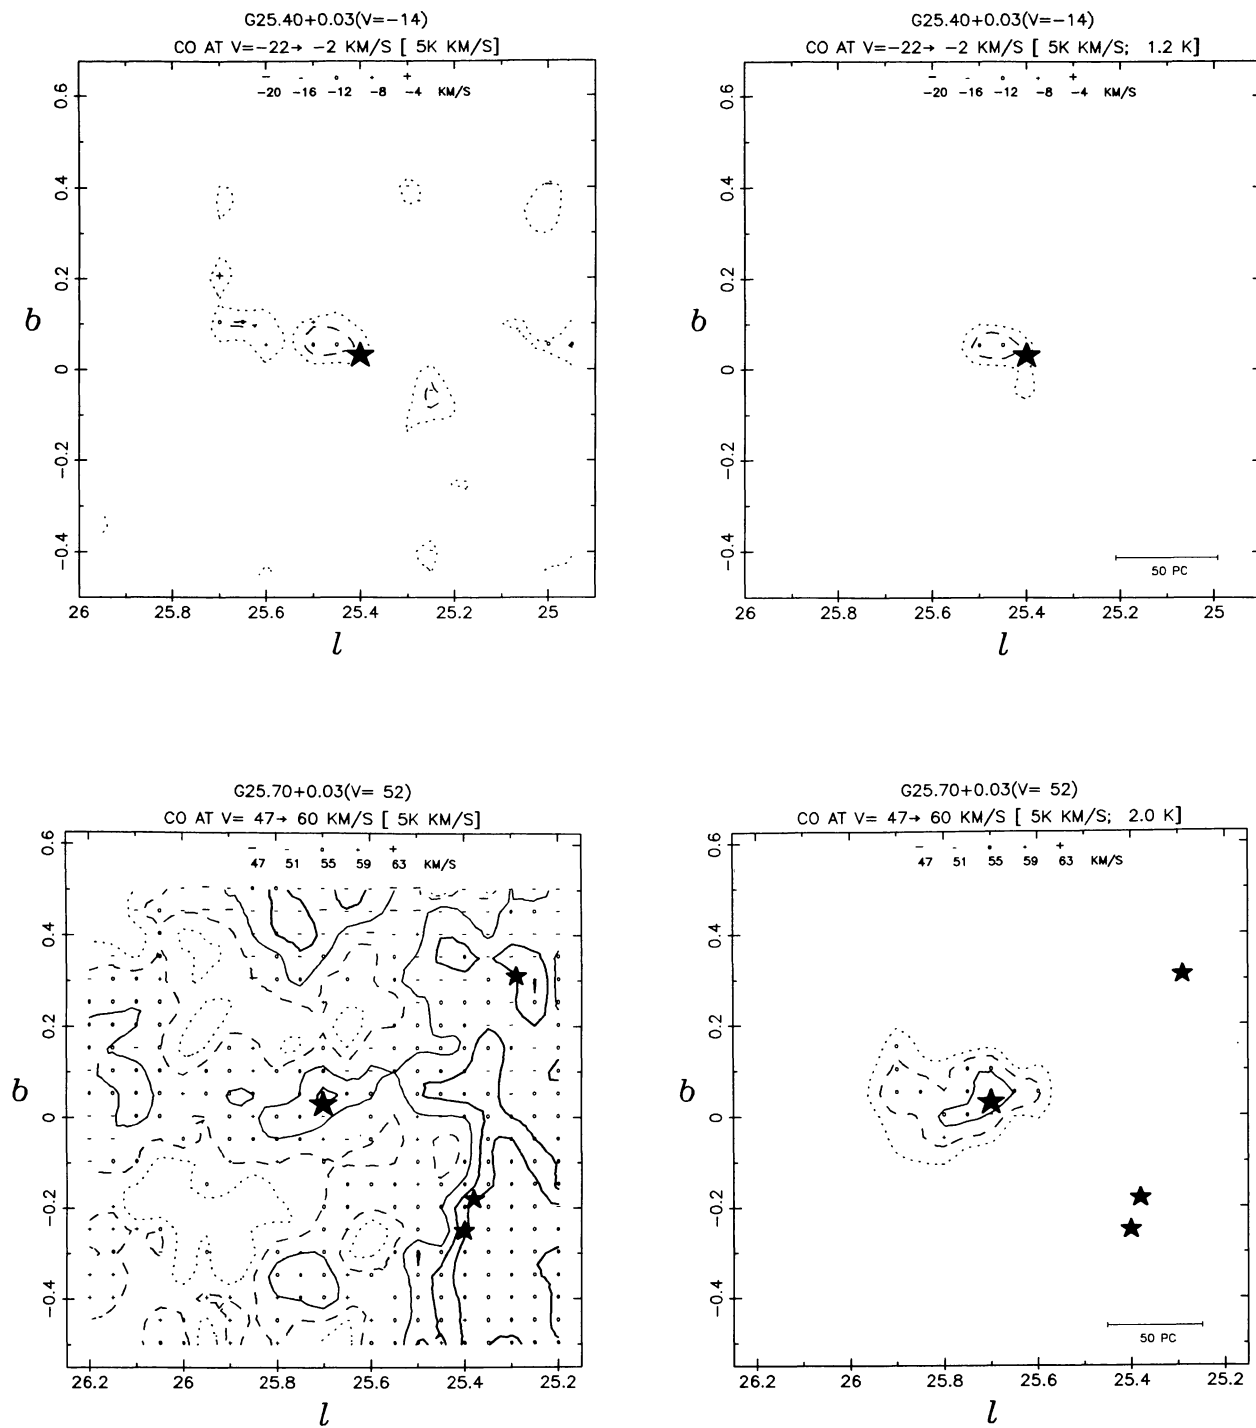 G25.40+0.03(V=−14)
CO AT V=−22→ −2 KM/S [ 5K KM/S]
−20 −16 −12 −8 −4 KM/S
0.6
0.4
0.2
0
−0.2
−0.4
b
26 25.8 25.6 25.4 25.2 25
l
G25.40+0.03(V=−14)
CO AT V=−22→ −2 KM/S [ 5K KM/S; 1.2 K]
−20 −16 −12 −8 −4 KM/S
0.6
0.4
0.2
0
−0.2
−0.4
b
50 PC
26 25.8 25.6 25.4 25.2 25
l
G25.70+0.03(V= 52)
CO AT V= 47→ 60 KM/S [ 5K KM/S]
47 51 55 59 63 KM/S
0.6
0.4
0.2
0
−0.2
−0.4
b
26.2 26 25.8 25.6 25.4 25.2
l
G25.70+0.03(V= 52)
CO AT V= 47→ 60 KM/S [ 5K KM/S; 2.0 K]
47 51 55 59 63 KM/S
0.6
0.4
0.2
0
−0.2
−0.4
b
50 PC
26.2 26 25.8 25.6 25.4 25.2
l